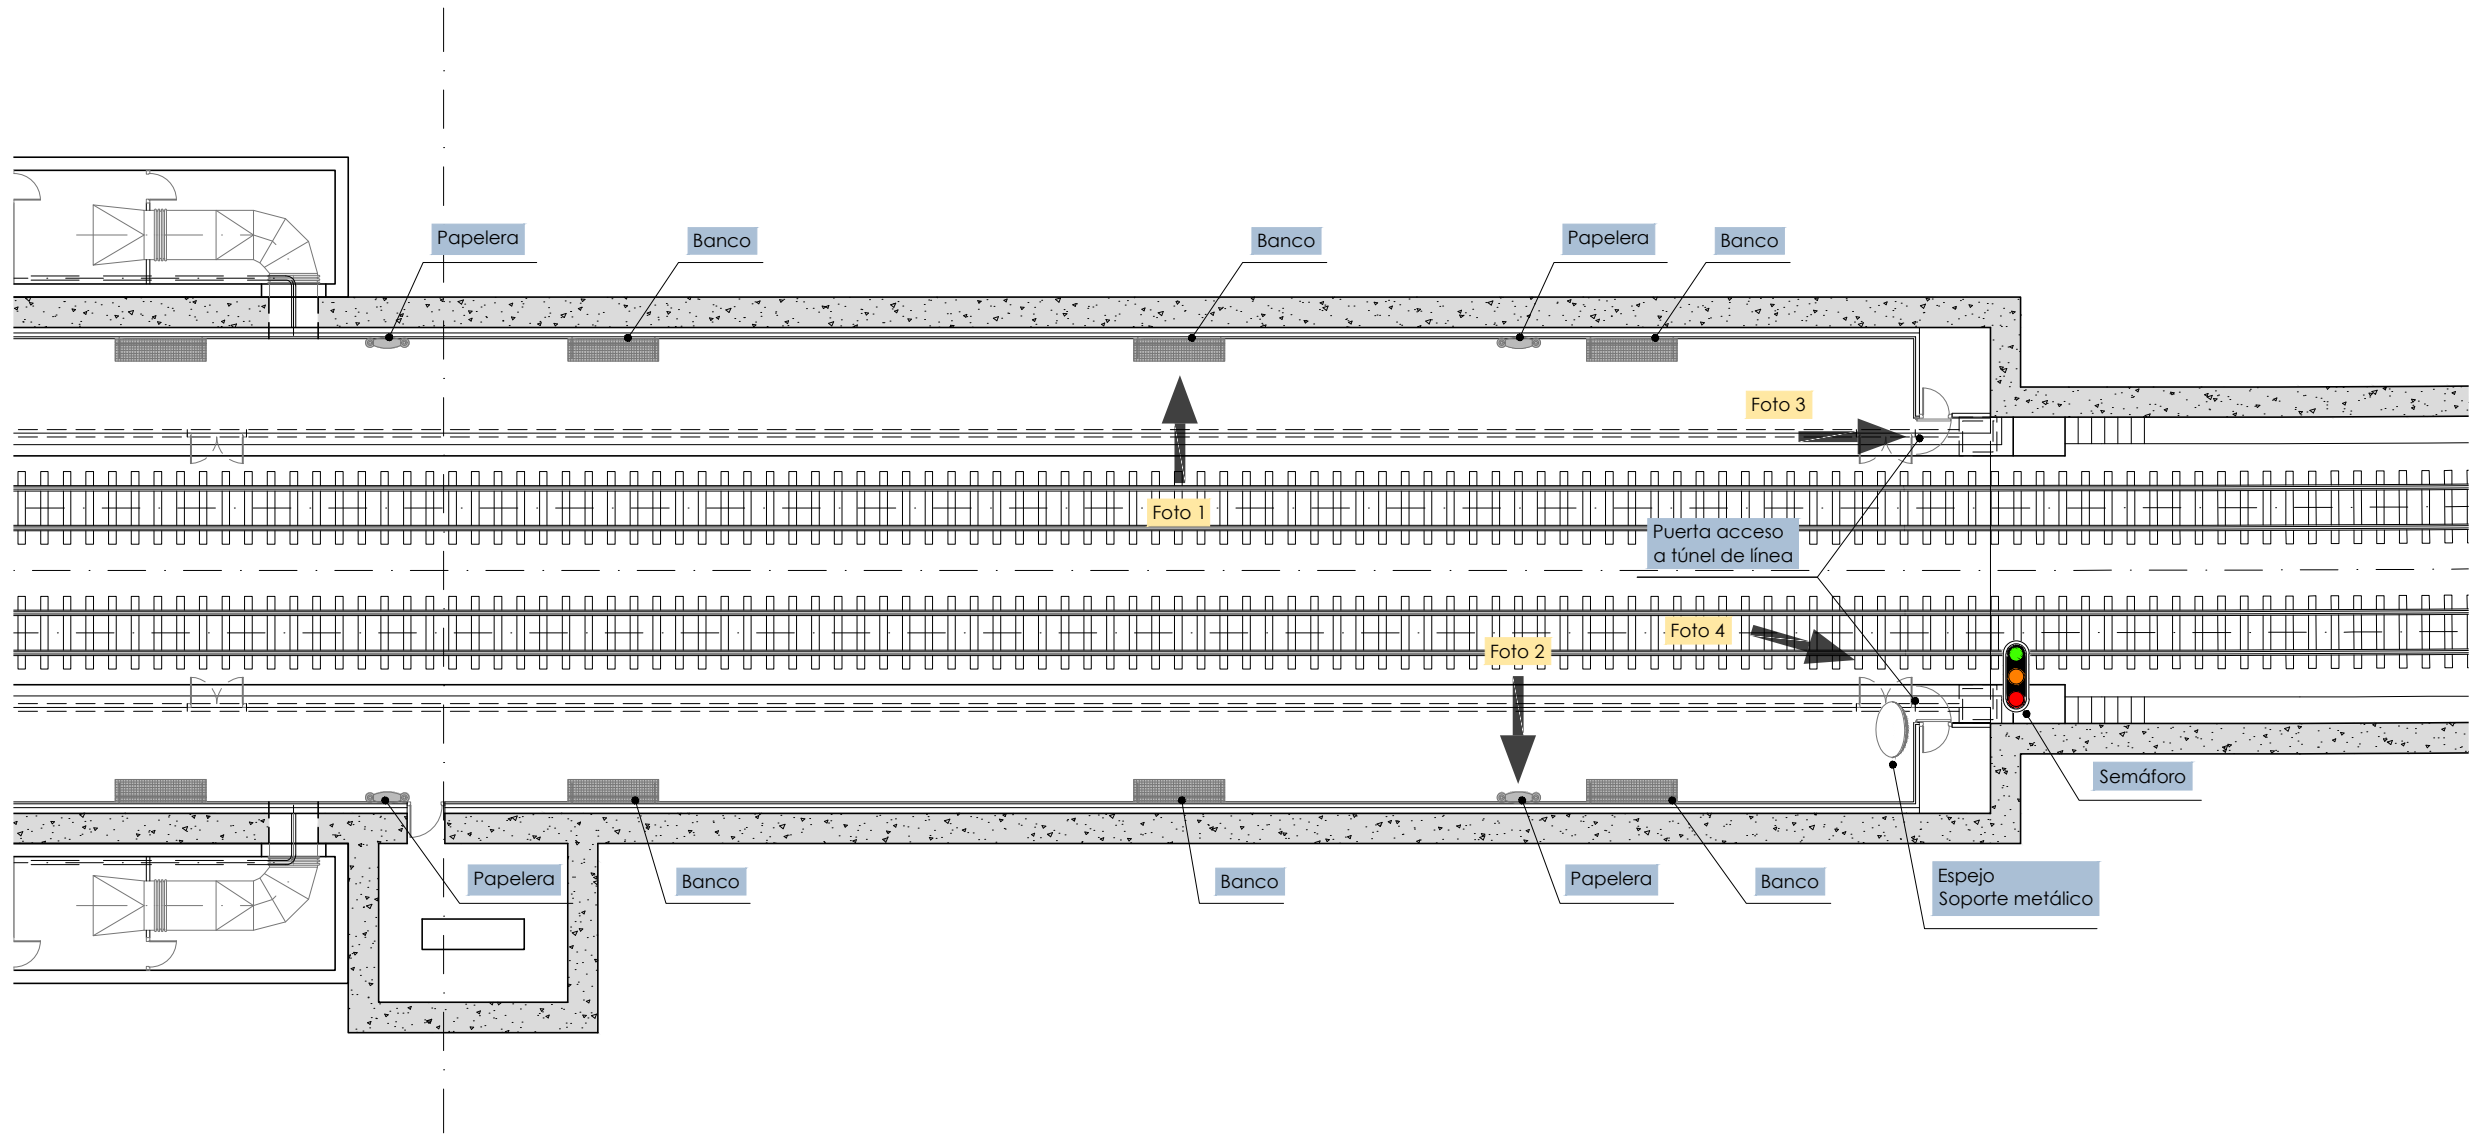 Papelera
Banco
Banco
Papelera
Banco
Foto 3
Foto 1
Puerta acceso
a túnel de línea
Foto 4
Foto 2
Semáforo
Papelera
Banco
Banco
Papelera
Banco
Espejo
Soporte metálico